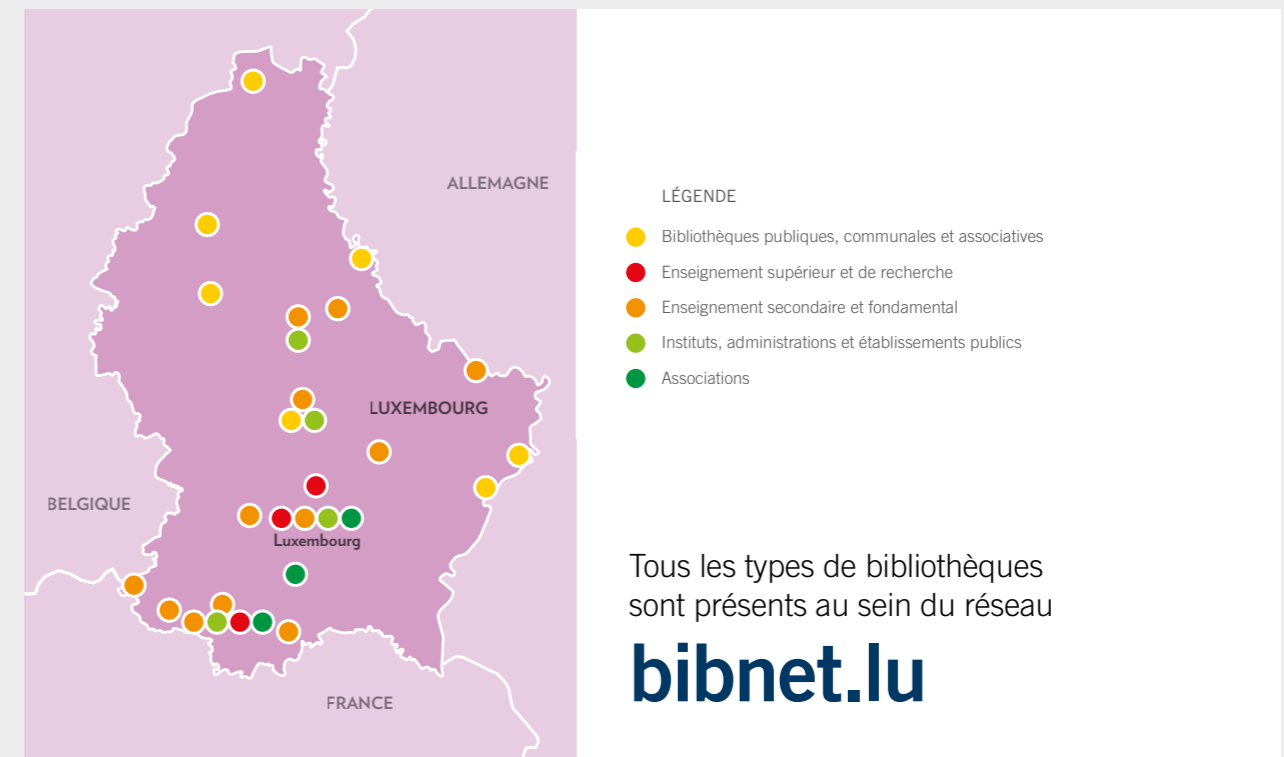 ALLEMAGNE
LUXEMBOURG
BELGIQUE
Luxembourg
FRANCE
LÉGENDE
Bibliothèques publiques, communales et associatives
Enseignement supérieur et de recherche
Enseignement secondaire et fondamental
Instituts, administrations et établissements publics
Associations
Tous les types de bibliothèques
sont présents au sein du réseau
bibnet.lu